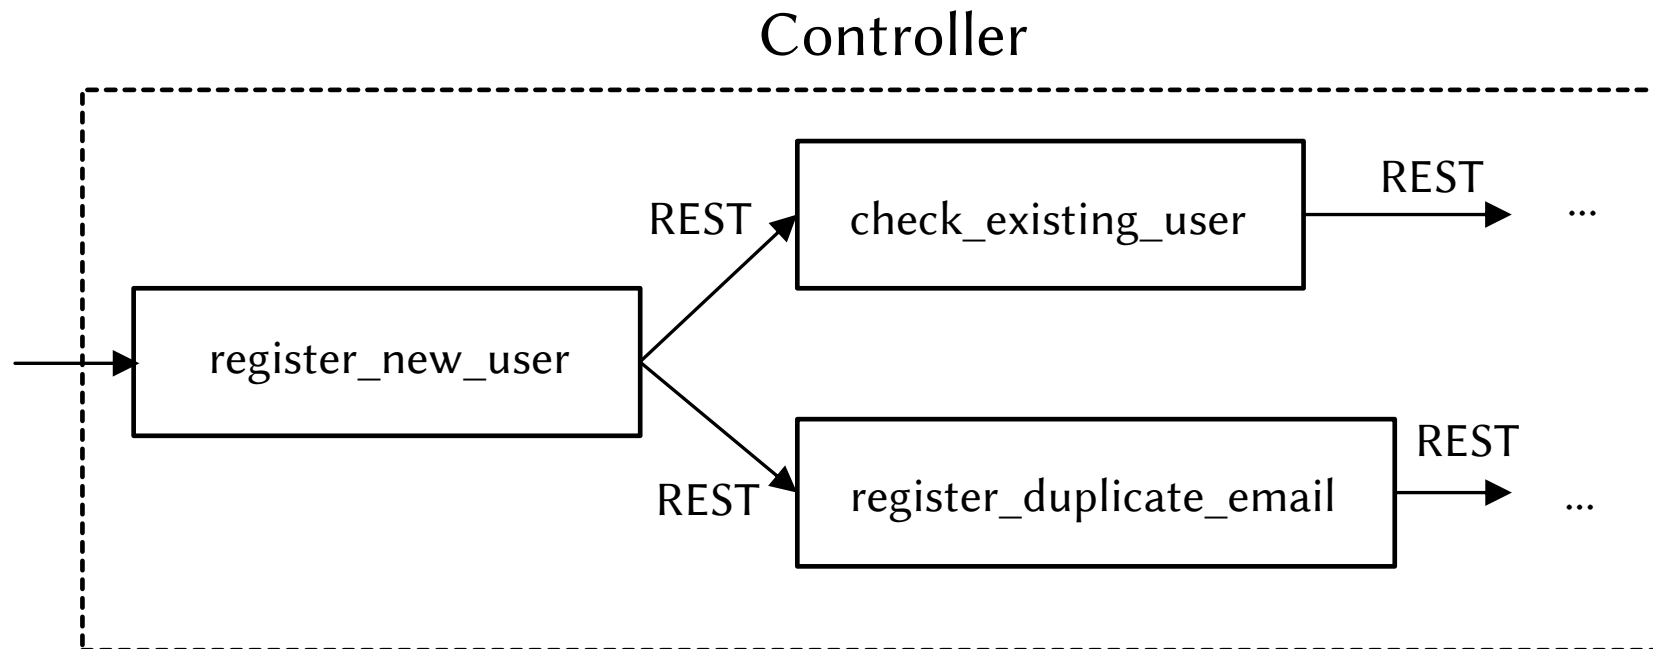 Controller
REST
...
REST
check_existing_user
register_new_user
REST
register_duplicate_email
REST
...